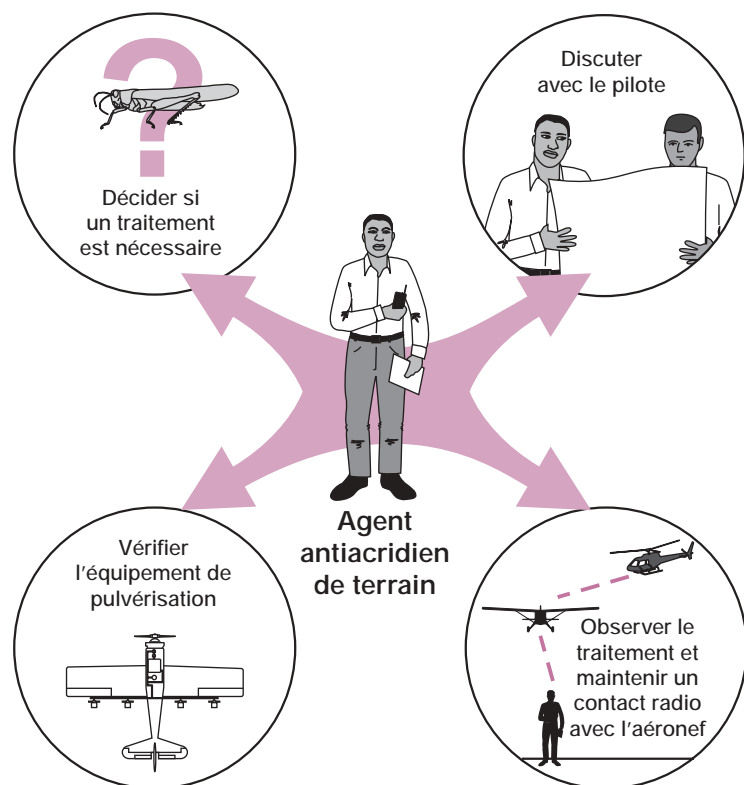 ?
Décider si
un traitement
est nécessaire
Discuter
avec le pilote
Agent
antiacridien
de terrain
Vérifier
l'équipement de
pulvérisation
Observer le
traitement et
maintenir un
contact radio
avec l'aéronef